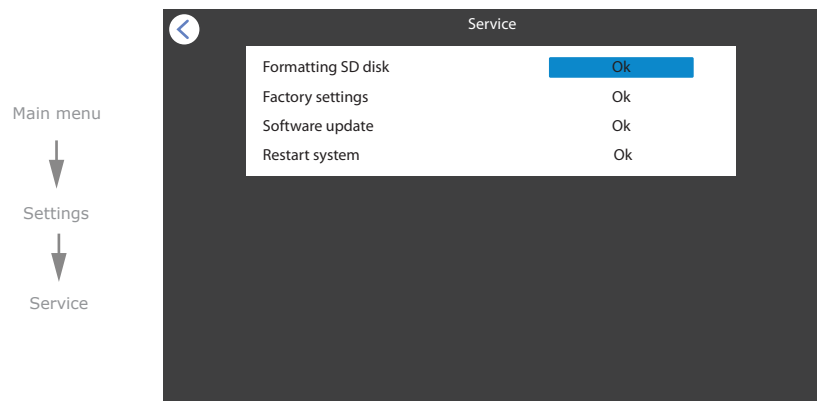 Main menu
Settings
Service
Service
Formatting SD disk Ok
Factory settings Ok
Software update Ok
Restart system Ok